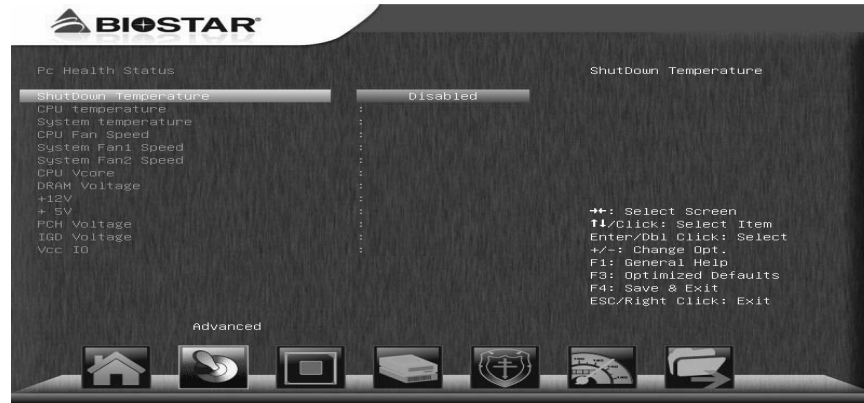 BIOSTAR®
Pc Health Status
ShutDown Temperature
ShutDown Temperature Disabled
CPU temperature :
System temperature :
CPU Fan Speed :
System Fan1 Speed :
System Fan2 Speed :
CPU Vcore :
DRAM Voltage :
+12V :
+ 5V :
PCH Voltage :
IGD Voltage :
Vcc IO :
→←: Select Screen
↑↓/Click: Select Item
Enter/Dbl Click: Select
+/-: Change Opt.
F1: General Help
F3: Optimized Defaults
F4: Save & Exit
ESC/Right Click: Exit
Advanced